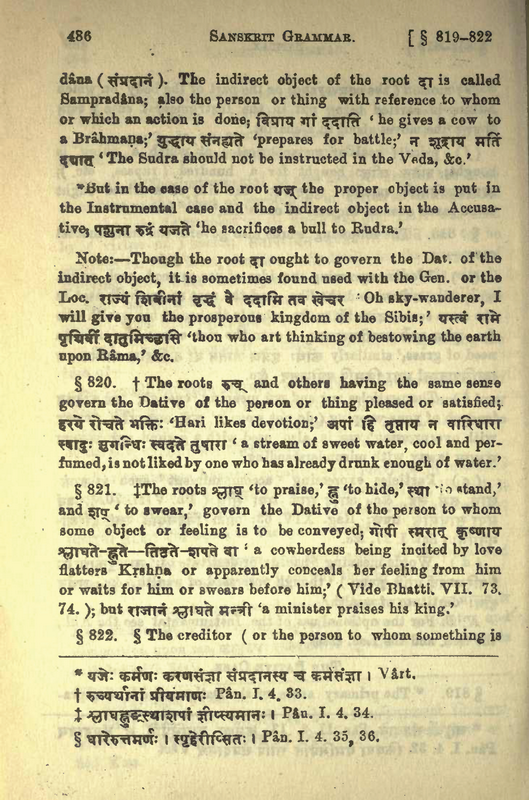 486 SANSKRIT GRAMMAR. [ § 819-822
dâna ( संप्रदानं ). The indirect object of the root दा is called
Sampradâna; also the person or thing with reference to whom
or which an action is done; विप्राय गां ददाति ‘ he gives a cow to
a Brâhmaṇa;’ युद्धाय संनह्यते ‘prepares for battle;’ न शूद्राय मतिं
दद्यात् ‘ The Sudra should not be instructed in the Veda, &c.’
*But in the case of the root यज् the proper object is put in
the Instrumental case and the indirect object in the Accusa-
tive, पशुना रुद्रं यजते ‘he sacrifices a bull to Rudra.’
Note:—Though the root दा ought to govern the Dat. of the
indirect object, it is sometimes found used with the Gen. or the
Loc. राज्यं शिबीनां वृद्धं वै ददामि तव खेचर ‘Oh sky-wanderer, I
will give you the prosperous kingdom of the Sibis;’ यस्त्वं रामे
पृथिवीं दातुमिच्छसि ‘thou who art thinking of bestowing the earth
upon Râma,’ &c.
§ 820. † The roots रुच् and others having the same sense
govern the Dative of the person or thing pleased or satisfied;
हरये रोचते भक्तिः ‘Hari likes devotion;’ अपां हि तृप्ताय न वारिधारा
स्वादुः सुगन्धिः स्वदते तुषारा ‘ a stream of sweet water, cool and per-
fumed, is not liked by one who has already drunk enough of water.’
§ 821. ‡The roots श्लाघ् ‘to praise,’ ह्नु ‘to hide,’ स्था ‘to stand,’
and शप् ‘ to swear,’ govern the Dative of the person to whom
some object or feeling is to be conveyed; गोपी स्मरात् कृष्णाय
श्लाघते-ह्नुते-तिष्ठते-शपते वा ‘ a cowherdess being incited by love
flatters Kṛshṇa or apparently conceals her feeling from him
or waits for him or swears before him;’ ( Vide Bhatti. VII. 73.
74. ); but राजानं श्लाघते मन्त्री ‘a minister praises his king.’
§ 822. § The creditor ( or the person to whom something is
* यजेः कर्मणः करणसंज्ञा संप्रदानस्य च कर्मसंज्ञा । Vârt.
† रुच्यर्थानां प्रीयमाणः Pân. I. 4. 33.
‡ श्लाघह्नुङ्स्थाशपां ज्ञीप्स्यमानः । Pân. I. 4. 34.
§ धारेरुत्तमर्णः । स्पृहेरीप्सितः । Pân. I. 4. 35, 36.